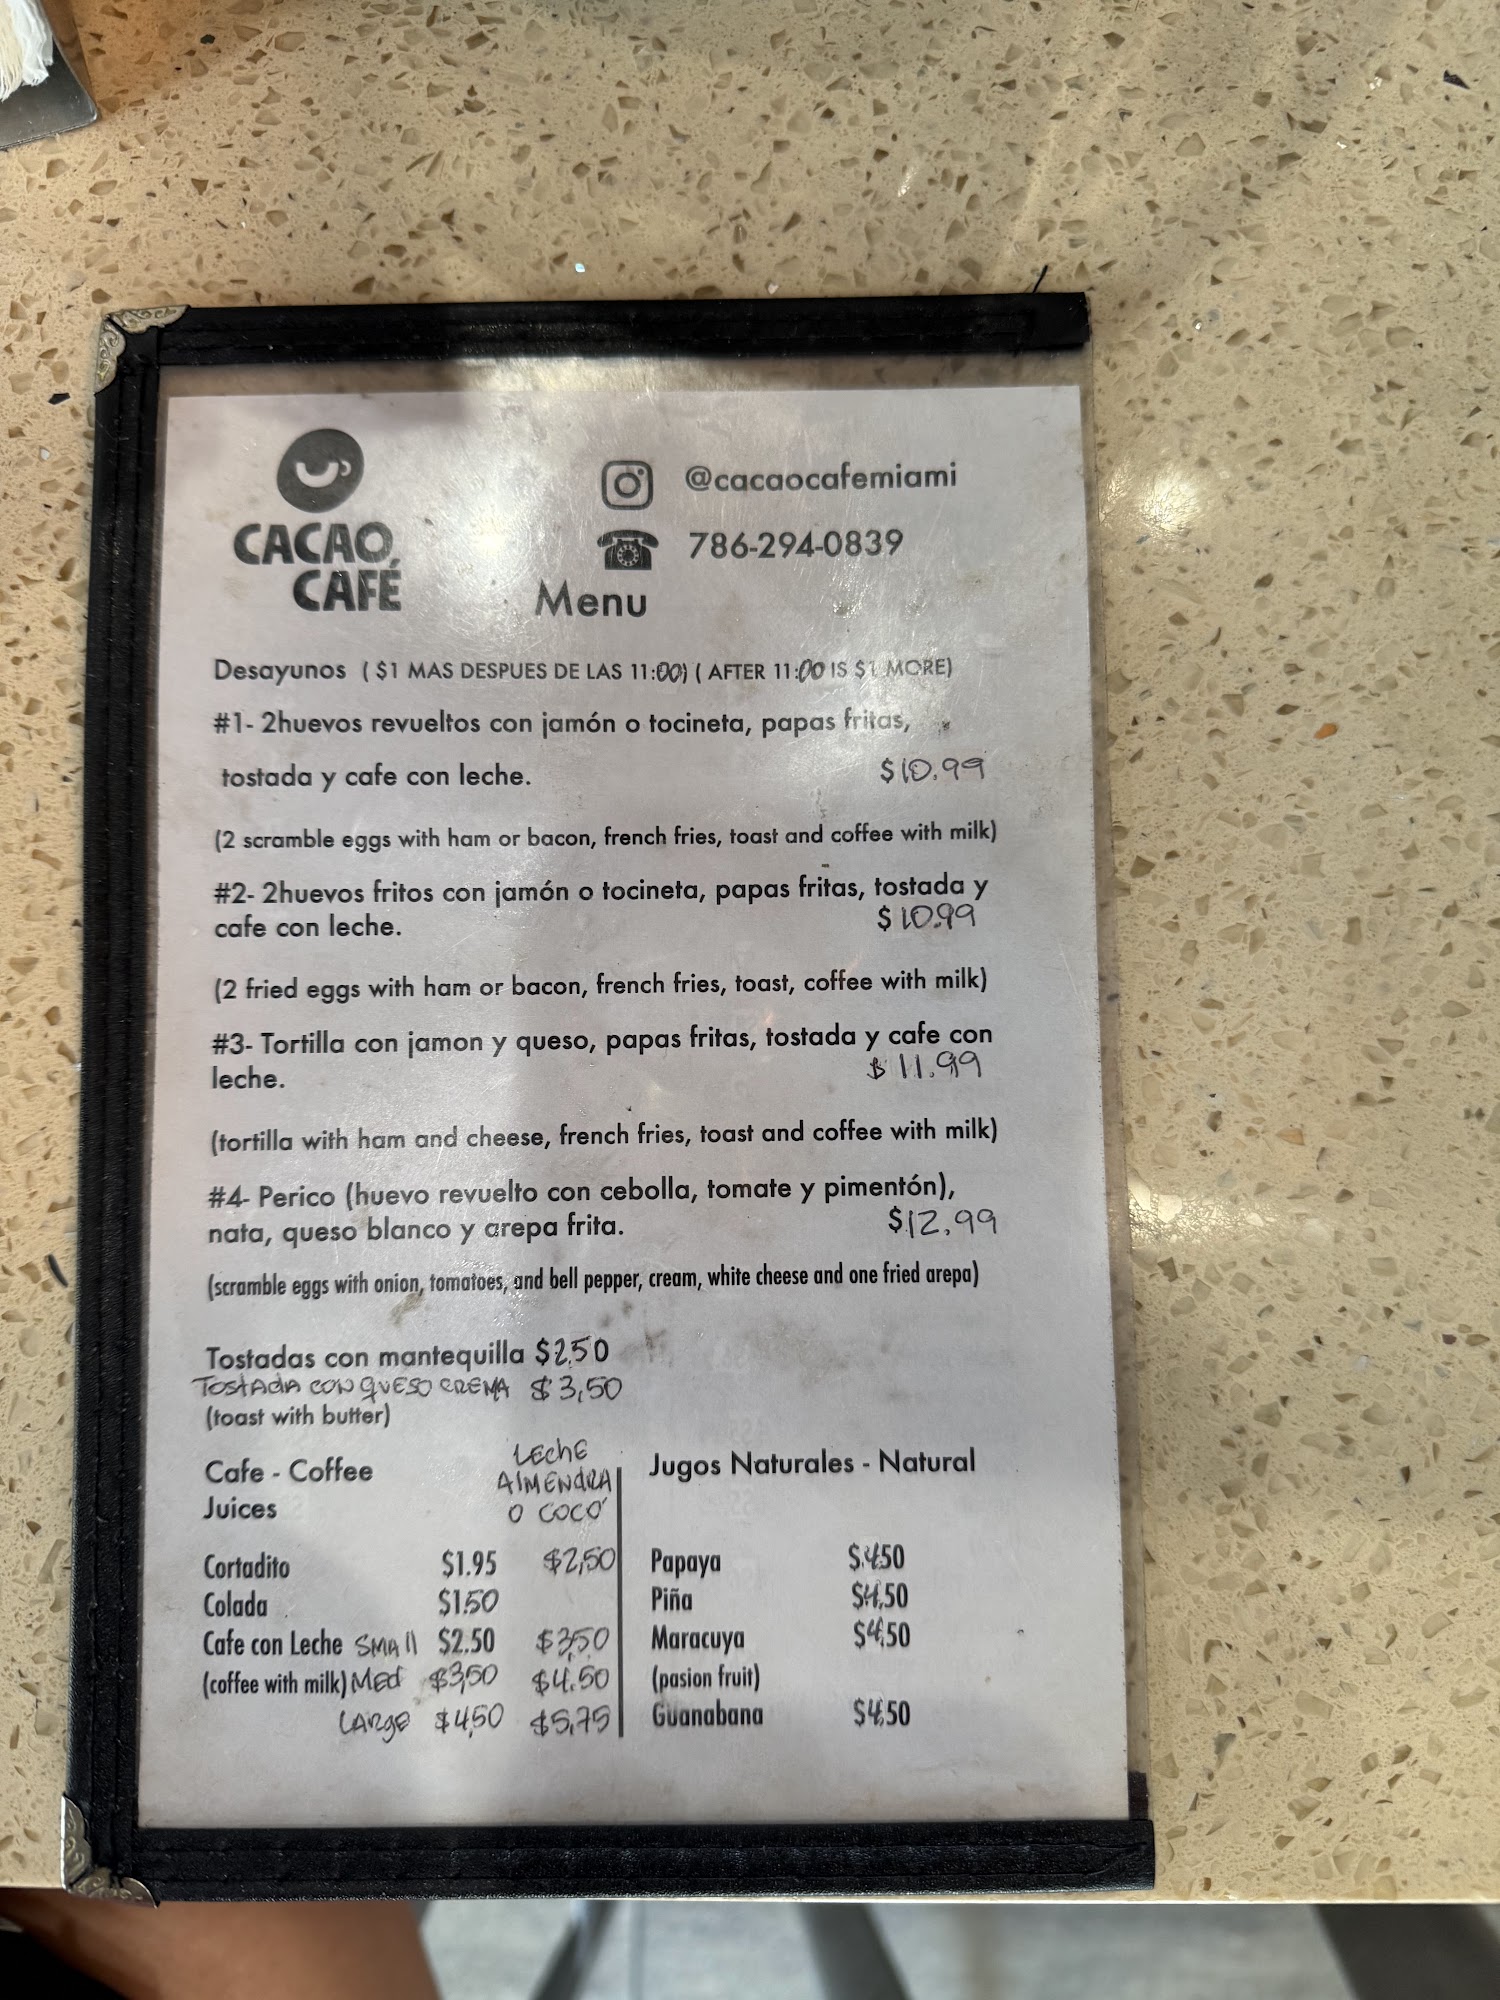 CACAO
CAFÉ
@cacaocafemiami
786-294-0839
Menu
Desayunos ( $1 MAS DESPUES DE LAS 11:00) ( AFTER 11:00 IS $1 MORE)
#1- 2huevos revueltos con jamón o tocineta, papas fritas,
tostada y cafe con leche. $10.99
(2 scramble eggs with ham or bacon, french fries, toast and coffee with milk)
#2- 2huevos fritos con jamón o tocineta, papas fritas, tostada y
cafe con leche. $10.99
(2 fried eggs with ham or bacon, french fries, toast, coffee with milk)
#3- Tortilla con jamon y queso, papas fritas, tostada y cafe con
leche. $11.99
(tortilla with ham and cheese, french fries, toast and coffee with milk)
#4- Perico (huevo revuelto con cebolla, tomate y pimentón),
nata, queso blanco y arepa frita. $12.99
(scramble eggs with onion, tomatoes, and bell pepper, cream, white cheese and one fried arepa)
Tostadas con mantequilla $2.50
TOSTADA CON QUESO CREMA $3,50
(toast with butter)
Cafe - Coffee
Juices
LEchE
AlMENDRA
O COCO
Cortadito $1.95 $2,50
Colada $1.50
Cafe con Leche SMAll $2.50 $3,50
(coffee with milk) MEd $3,50 $4.50
LARgE $4,50 $5,75
Jugos Naturales - Natural
Papaya $4.50
Piña $4.50
Maracuya $4.50
(pasion fruit)
Guanabana $4.50